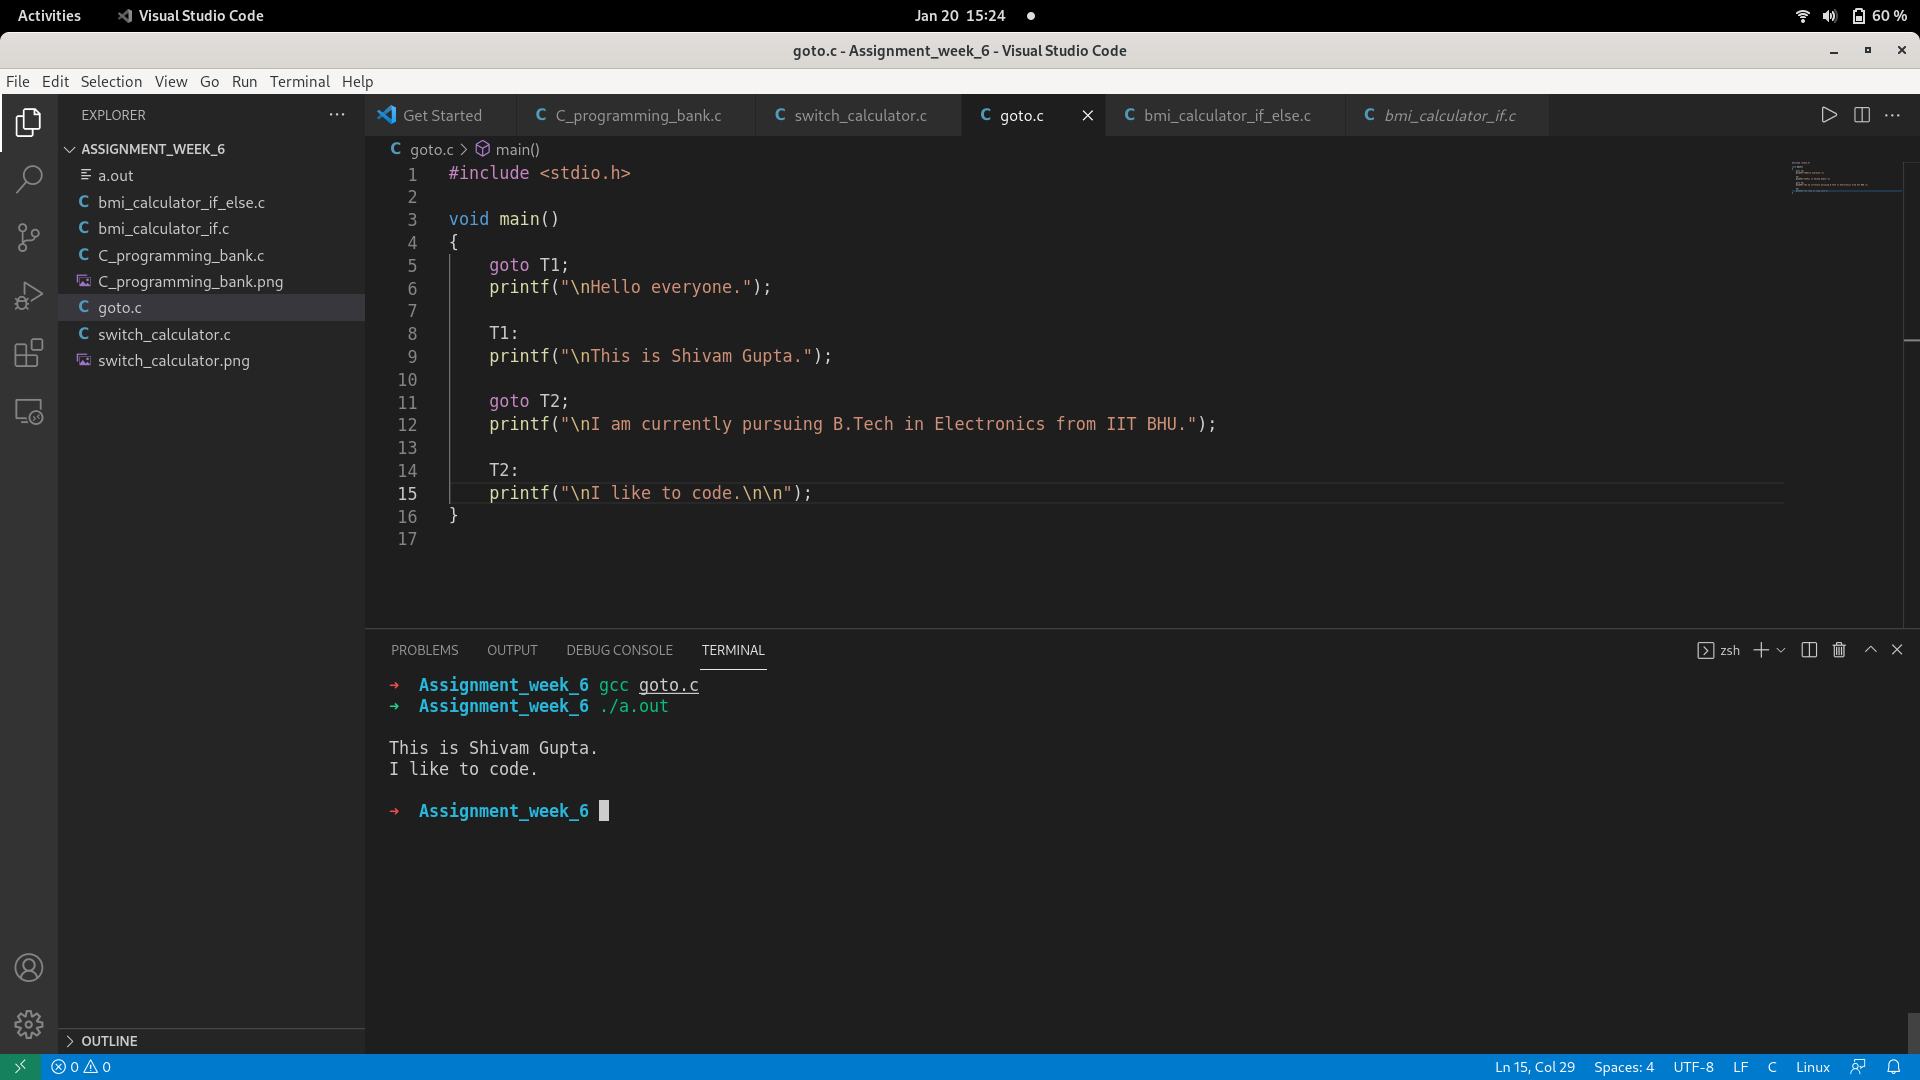 Activities Visual Studio Code Jan 20 15:24 60 %
goto.c - Assignment_week_6 - Visual Studio Code
File Edit Selection View Go Run Terminal Help
EXPLORER
ASSIGNMENT_WEEK_6
a.out
C bmi_calculator_if_else.c
C bmi_calculator_if.c
C C_programming_bank.c
C_programming_bank.png
C goto.c
C switch_calculator.c
switch_calculator.png
OUTLINE
Get Started C C_programming_bank.c C switch_calculator.c C goto.c C bmi_calculator_if_else.c C bmi_calculator_if.c
C goto.c > main()
1 #include <stdio.h>
2
3 void main()
4 {
5 goto T1;
6 printf("\nHello everyone.");
7
8 T1:
9 printf("\nThis is Shivam Gupta.");
10
11 goto T2;
12 printf("\nI am currently pursuing B.Tech in Electronics from IIT BHU.");
13
14 T2:
15 printf("\nI like to code.\n\n");
16 }
17
PROBLEMS OUTPUT DEBUG CONSOLE TERMINAL zsh
→ Assignment_week_6 gcc goto.c
→ Assignment_week_6 ./a.out
This is Shivam Gupta.
I like to code.
→ Assignment_week_6
0 0 Ln 15, Col 29 Spaces: 4 UTF-8 LF C Linux